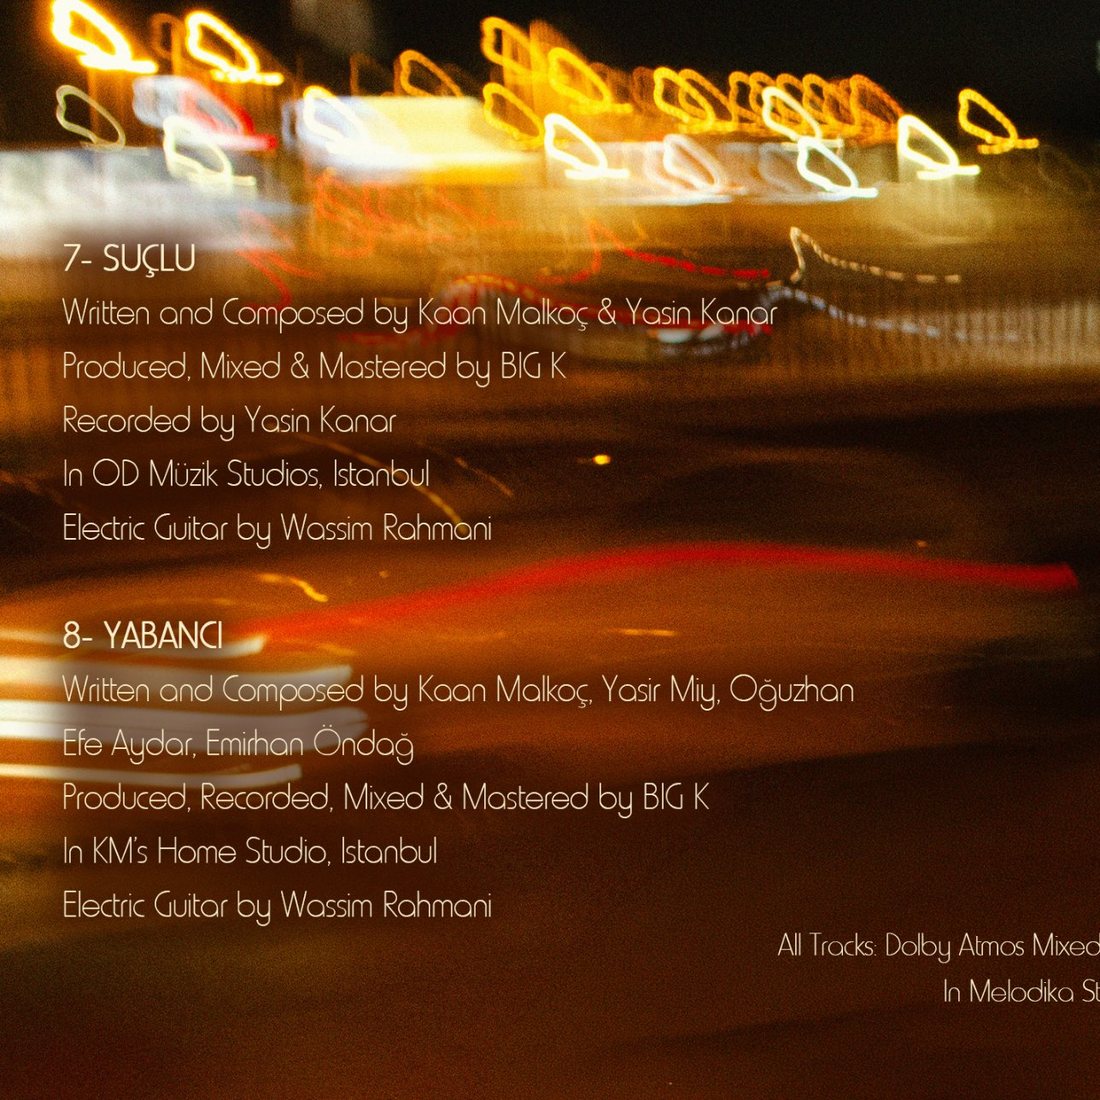 7- SUÇLU
Written and Composed by Kaan Malkoç & Yasin Kanar
Produced, Mixed & Mastered by BIG K
Recorded by Yasin Kanar
In OD Müzik Studios, Istanbul
Electric Guitar by Wassim Rahmani
8- YABANCI
Written and Composed by Kaan Malkoç, Yasir Miy, Oğuzhan
Efe Aydar, Emirhan Öndağ
Produced, Recorded, Mixed & Mastered by BIG K
In KM's Home Studio, Istanbul
Electric Guitar by Wassim Rahmani
All Tracks: Dolby Atmos Mixed
In Melodika St